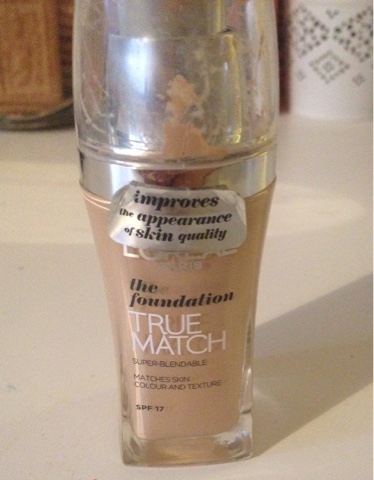 improves
the appearance
of skin quality
the
foundation
TRUE
MATCH
SUPER-BLENDABLE
MATCHES SKIN
COLOUR AND TEXTURE
SPF 17